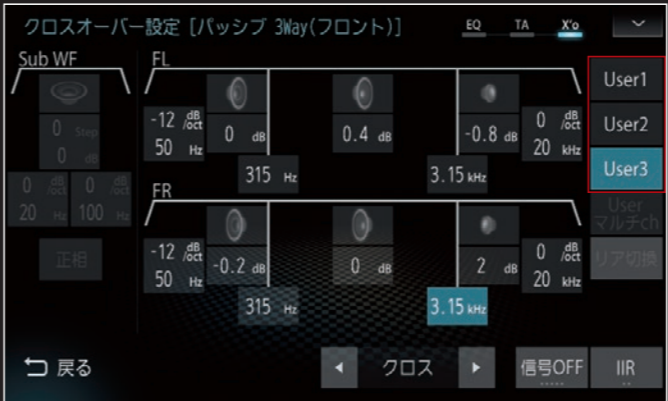 クロスオーバー設定 [パッシブ 3Way(フロント)]
EQ TA X'o
Sub WF
0 Step
0 dB
0 dB/oct 0 dB/oct
20 Hz 100 Hz
正相
FL
-12 dB/oct
50 Hz
0 dB
0.4 dB
-0.8 dB
0 dB/oct
20 kHz
315 Hz
3.15 kHz
FR
-12 dB/oct
50 Hz
-0.2 dB
0 dB
2 dB
0 dB/oct
20 kHz
315 Hz
3.15 kHz
User1
User2
User3
User
マルチch
リア切換
戻る
クロス
信号OFF
IIR